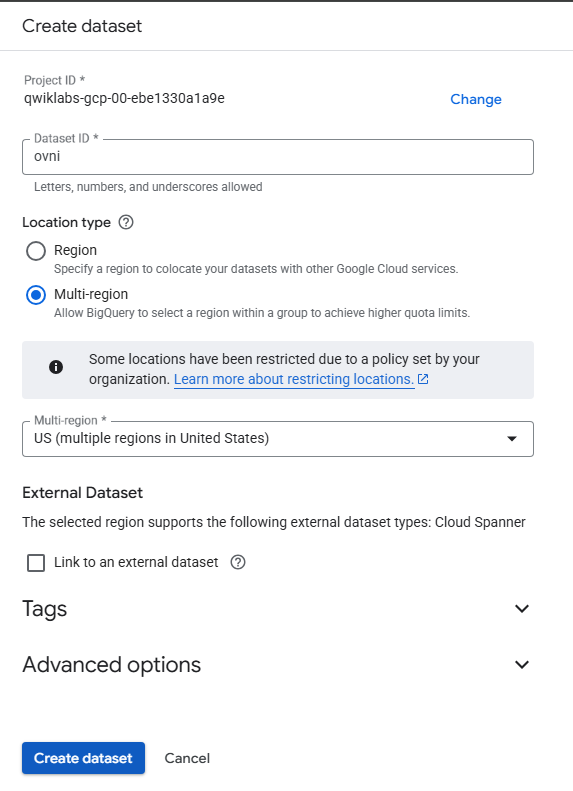 Create dataset
Project ID *
qwiklabs-gcp-00-ebe1330a1a9e
Change
Dataset ID *
ovni
Letters, numbers, and underscores allowed
Location type
Region
Specify a region to colocate your datasets with other Google Cloud services.
Multi-region
Allow BigQuery to select a region within a group to achieve higher quota limits.
Some locations have been restricted due to a policy set by your
organization. Learn more about restricting locations.
Multi-region *
US (multiple regions in United States)
External Dataset
The selected region supports the following external dataset types: Cloud Spanner
Link to an external dataset
Tags
Advanced options
Create dataset
Cancel